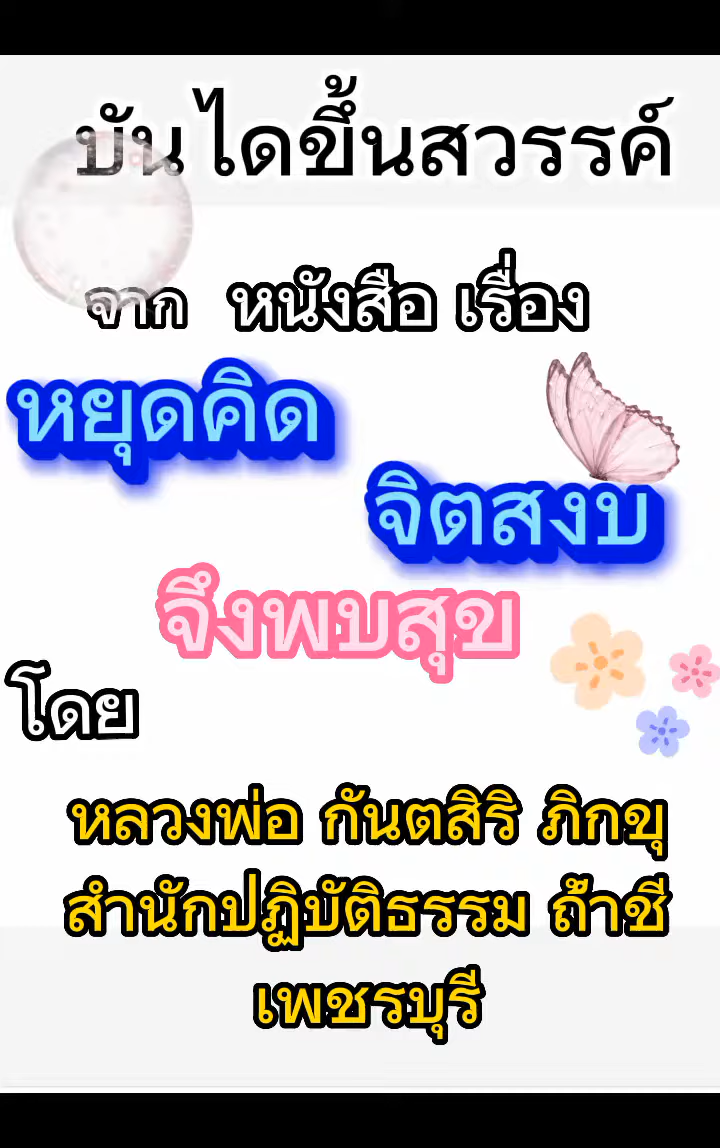 บันไดขึ้นสวรรค์
จาก หนังสือ เรื่อง
หยุดคิด
จิตสงบ
จึงพบสุข
โดย
หลวงพ่อ กันตสิริ ภิกขุ
สำนักปฏิบัติธรรม ถ้ำชี
เพชรบุรี